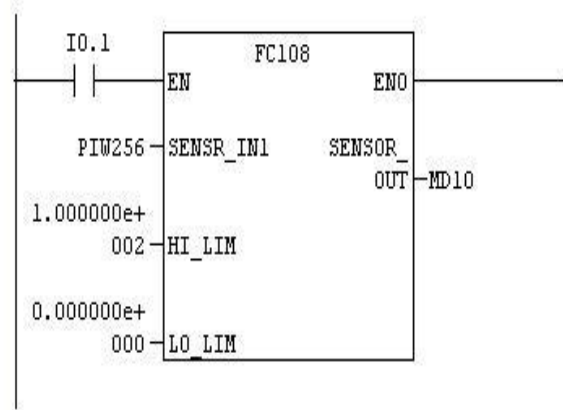 I0.1
FC108
EN
ENO
PIW256
SENSR_IN1
SENSOR_
OUT
MD10
1.000000e+
002
HI_LIM
0.000000e+
000
LO_LIM